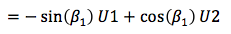 = − sin(β₁) U1 + cos(β₁) U2